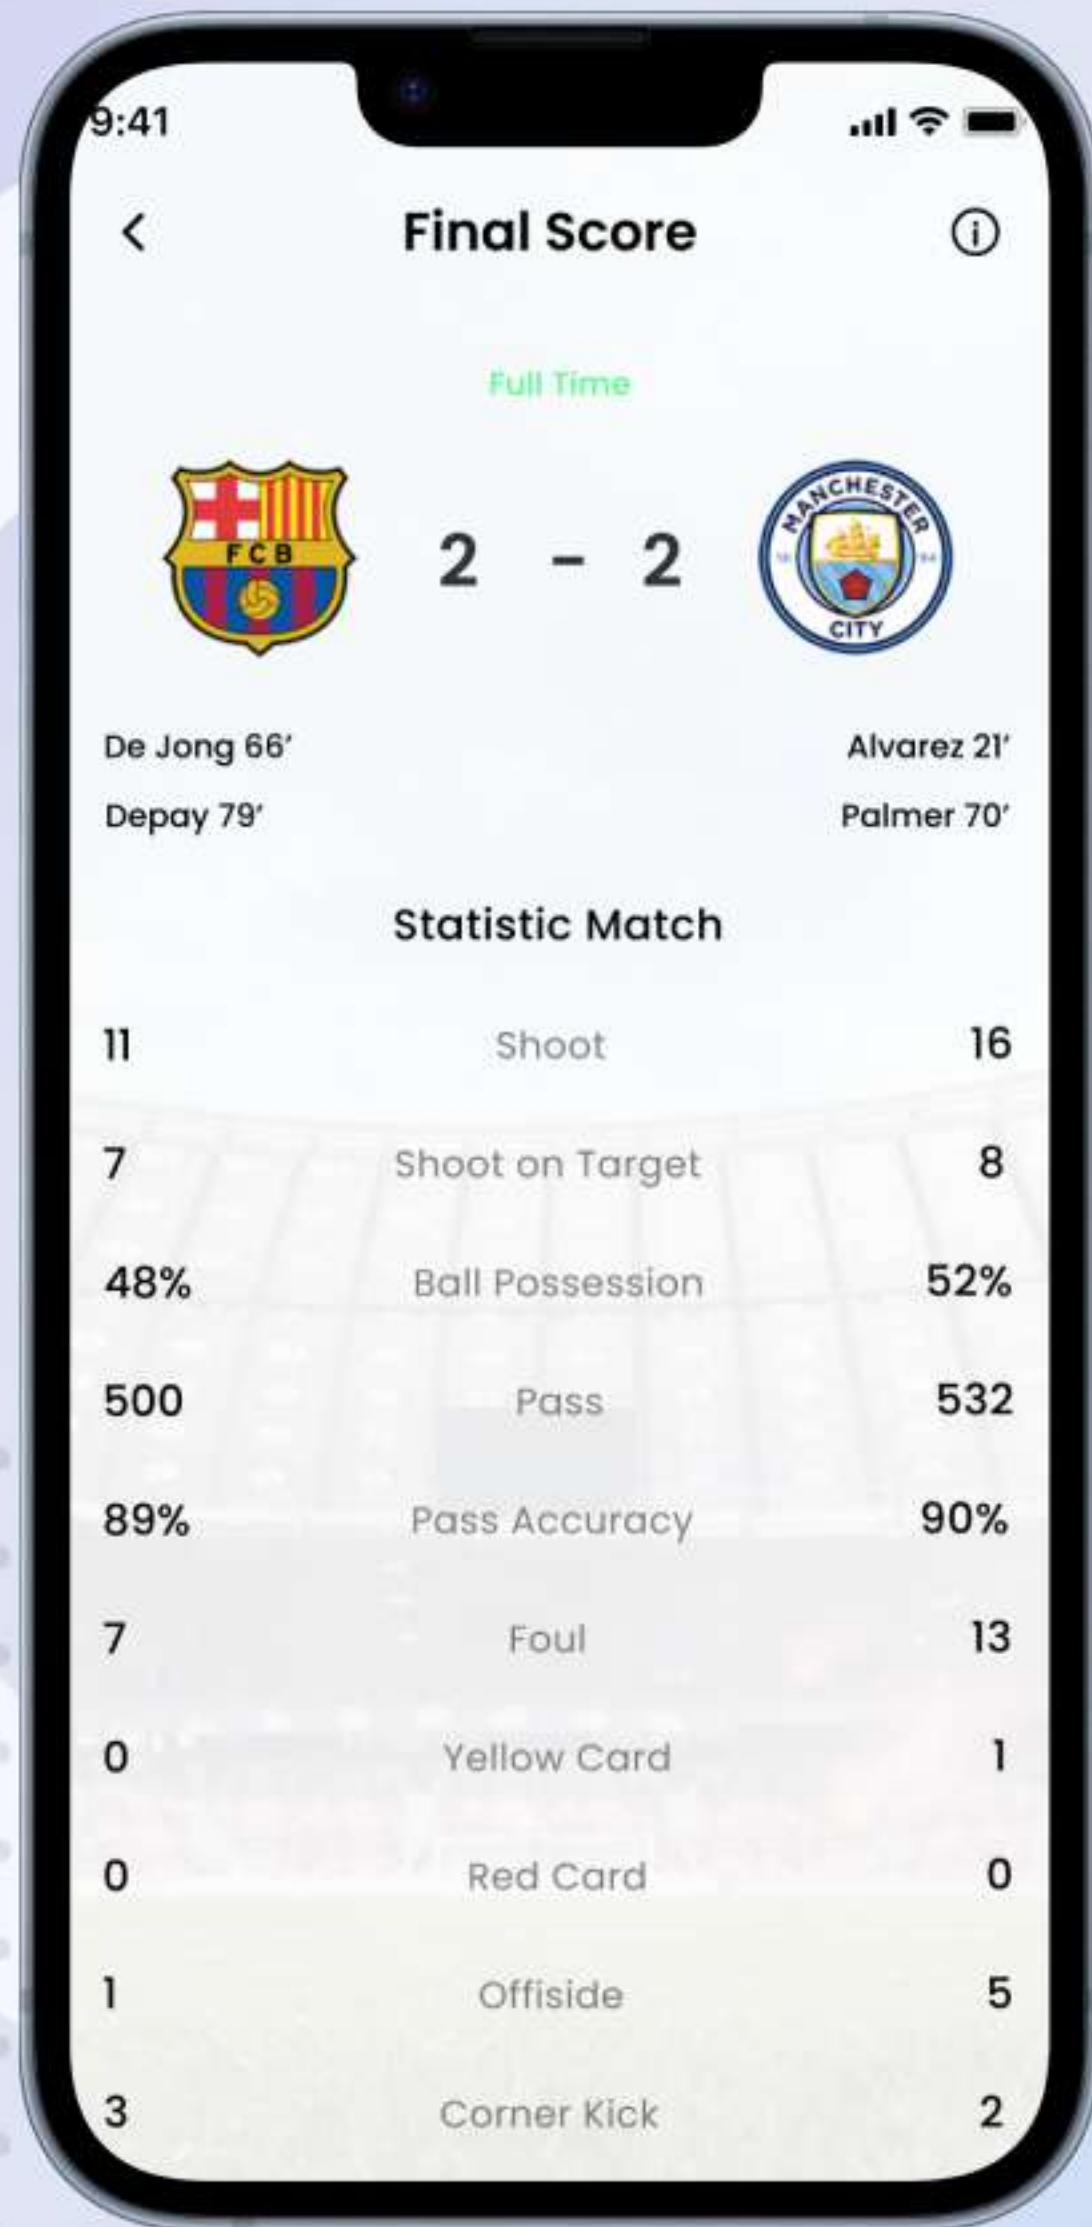 9:41
Final Score
Full Time
FCB
2 - 2
MANCHESTER
CITY
De Jong 66’
Alvarez 21’
Depay 79’
Palmer 70’
Statistic Match
11 Shoot 16
7 Shoot on Target 8
48% Ball Possession 52%
500 Pass 532
89% Pass Accuracy 90%
7 Foul 13
0 Yellow Card 1
0 Red Card 0
1 Offiside 5
3 Corner Kick 2